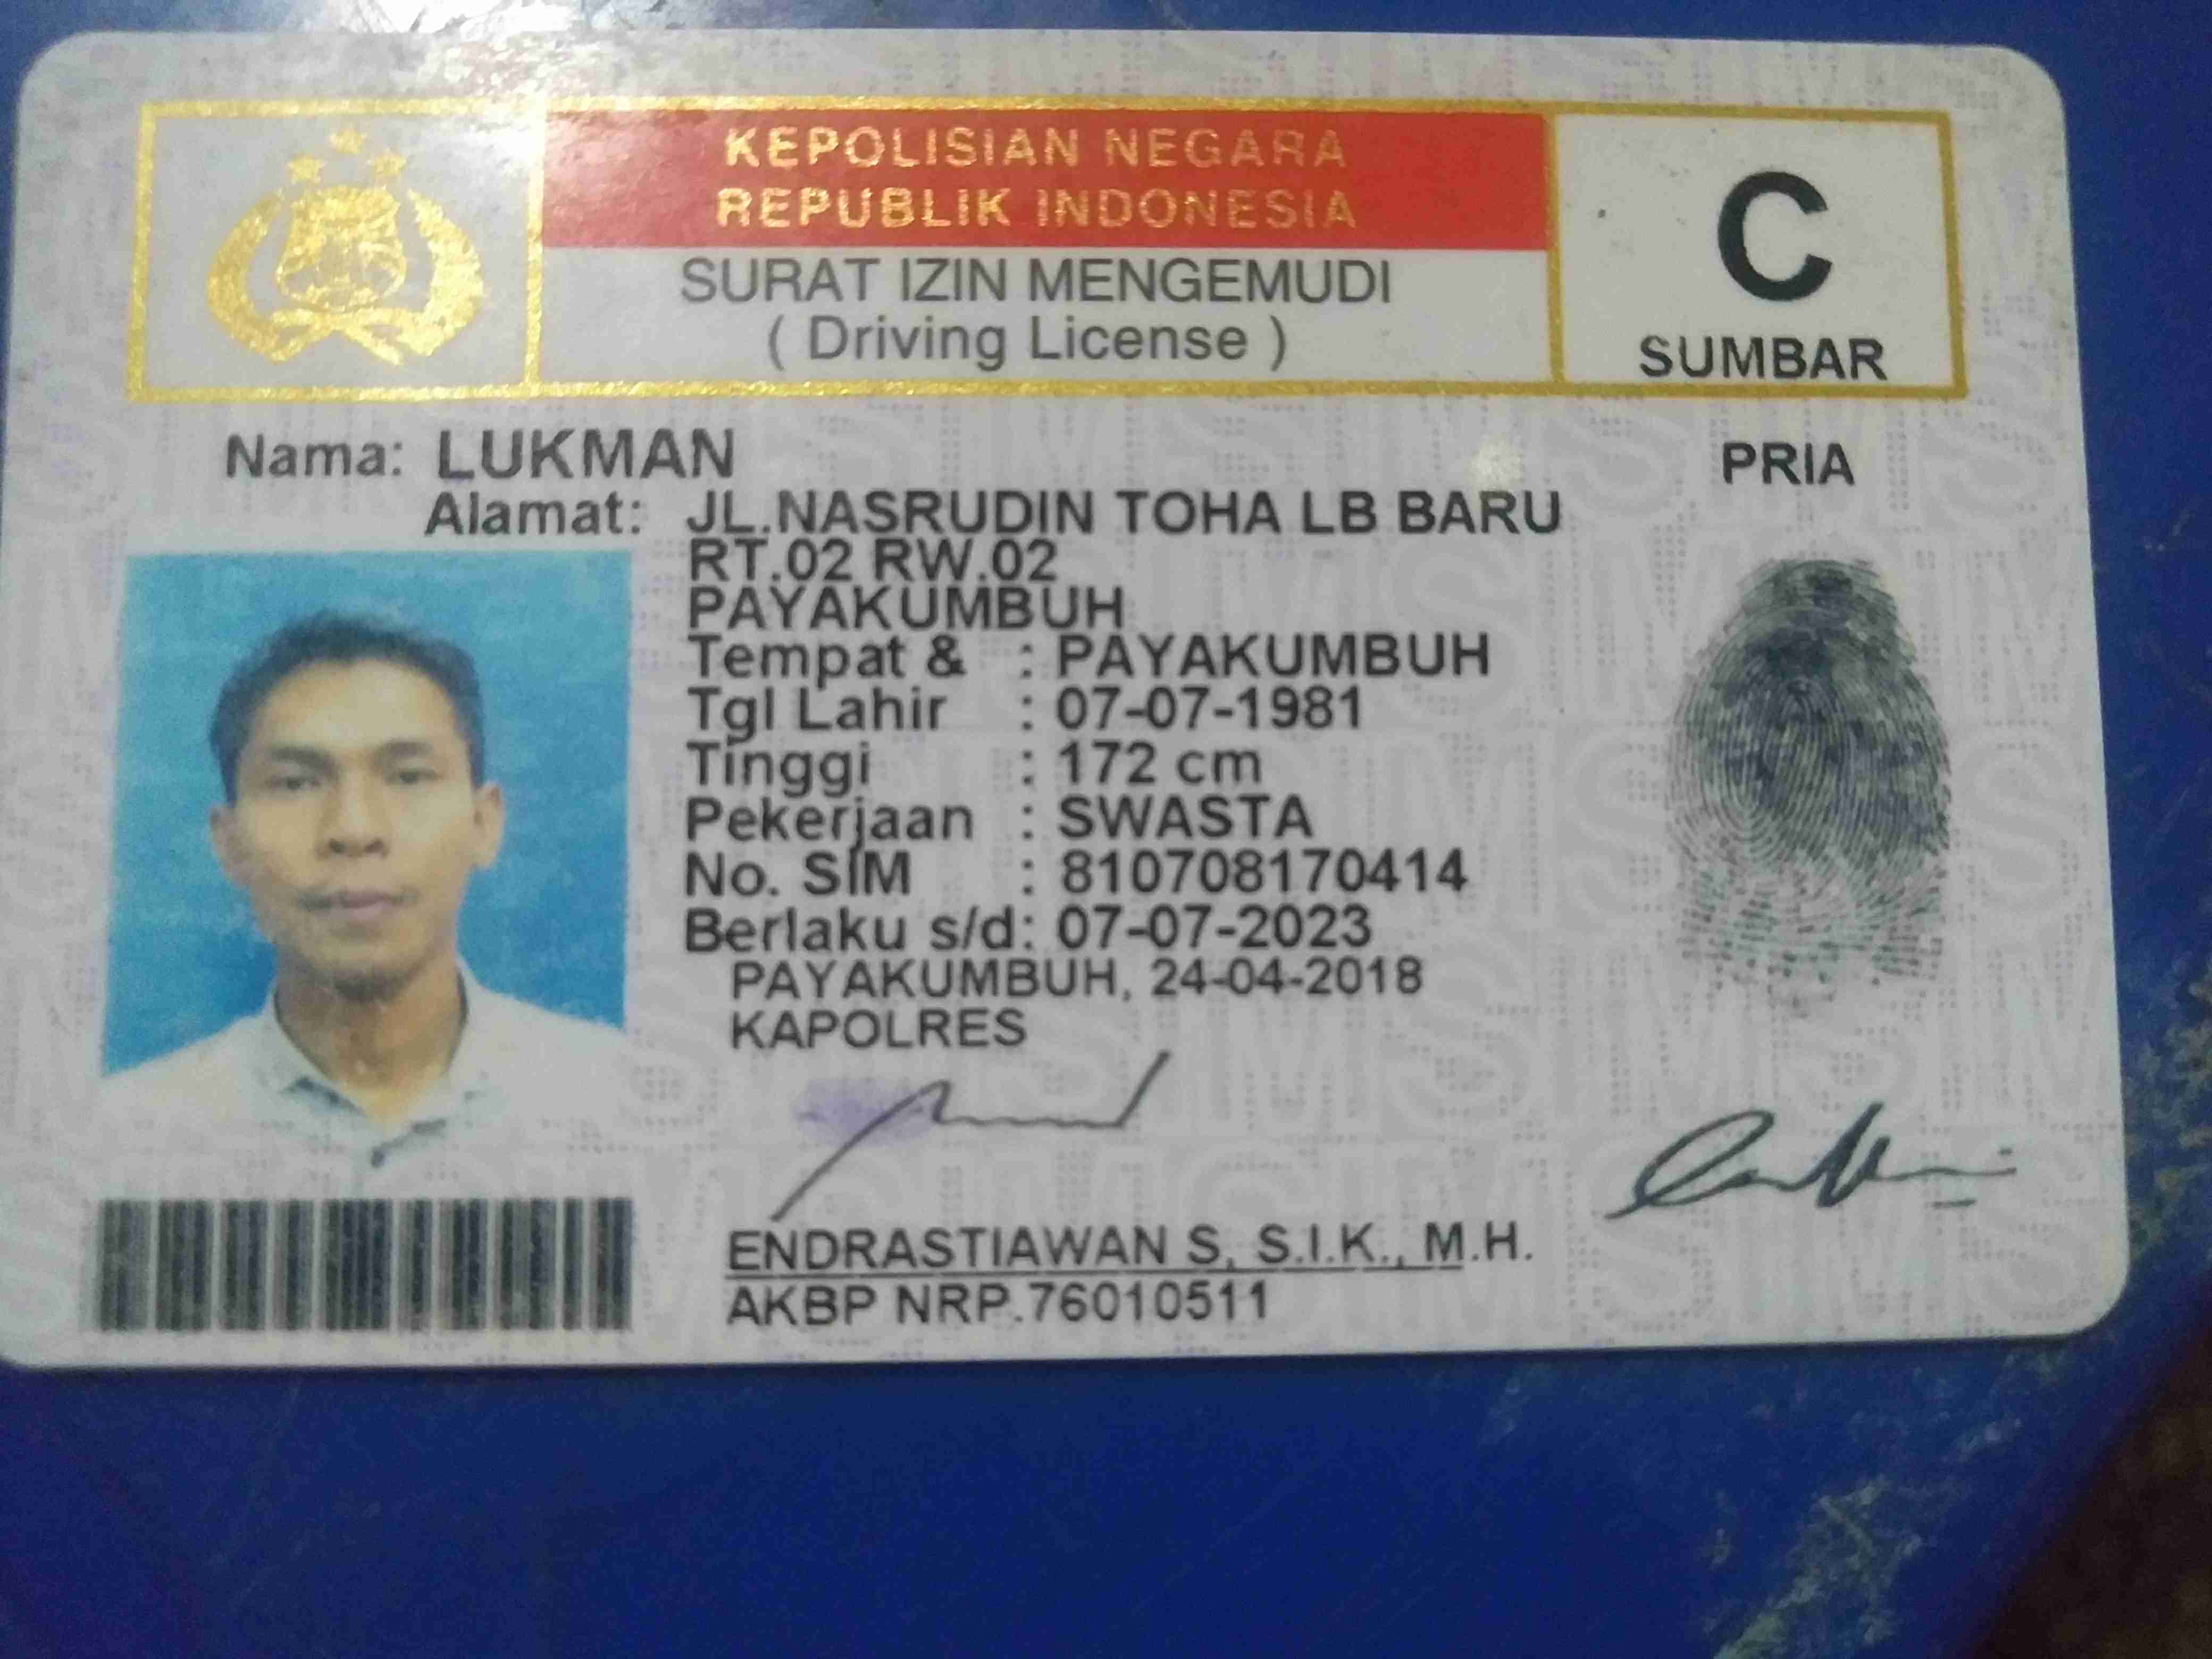 KEPOLISIAN NEGARA
REPUBLIK INDONESIA
SURAT IZIN MENGEMUDI
( Driving License )
C
SUMBAR
Nama: LUKMAN
PRIA
Alamat: JL.NASRUDIN TOHA LB BARU
RT.02 RW.02
PAYAKUMBUH
Tempat & : PAYAKUMBUH
Tgl Lahir : 07-07-1981
Tinggi : 172 cm
Pekerjaan : SWASTA
No. SIM : 810708170414
Berlaku s/d: 07-07-2023
PAYAKUMBUH, 24-04-2018
KAPOLRES
ENDRASTIAWAN S, S.I.K., M.H.
AKBP NRP.76010511